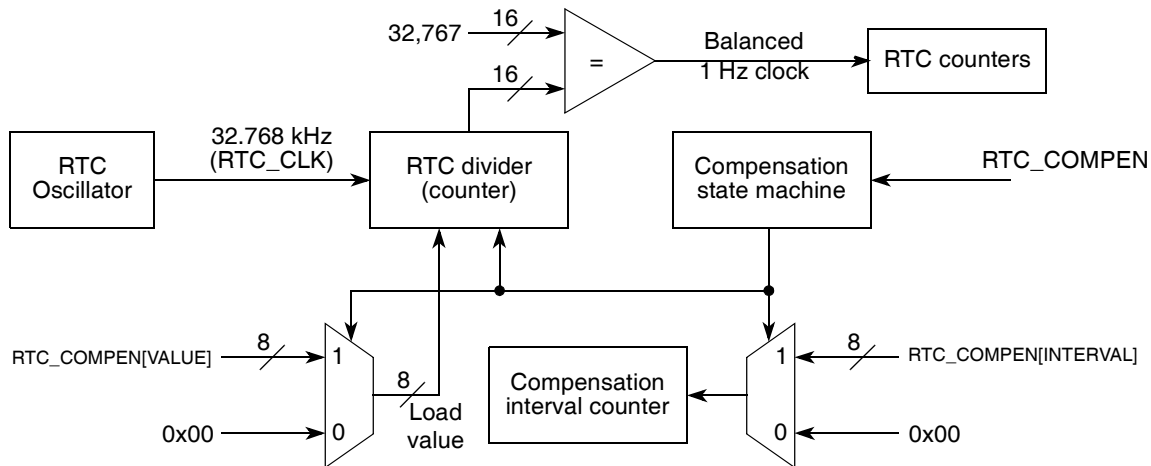 32,767
16
16
=
Balanced
1 Hz clock
RTC counters
RTC
Oscillator
32.768 kHz
(RTC_CLK)
RTC divider
(counter)
Compensation
state machine
RTC_COMPEN
RTC_COMPEN[VALUE]
8
1
0x00
0
8
Load
value
Compensation
interval counter
1
8
RTC_COMPEN[INTERVAL]
0
0x00